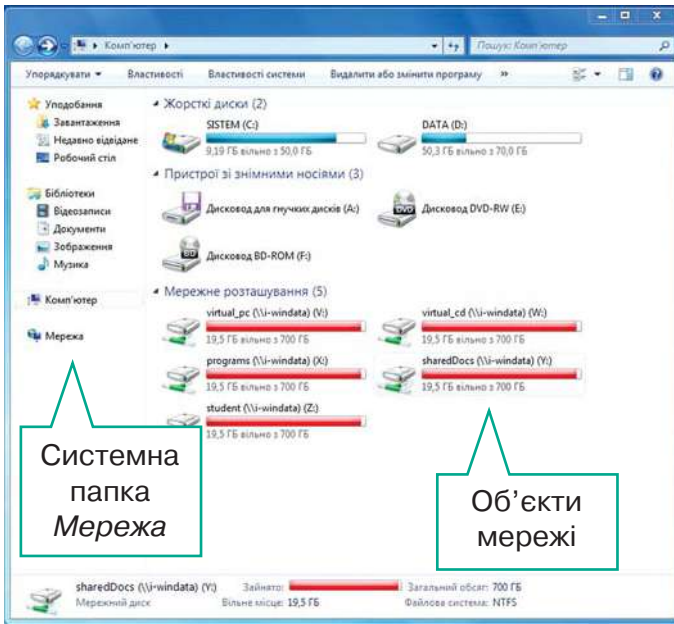 Комп'ютер
Пошук: Комп'ютер
Упорядкувати Властивості Властивості системи Видалити або змінити програму »
Уподобання
Завантаження
Недавно відвідане
Робочий стіл
Бібліотеки
Відеозаписи
Документи
Зображення
Музика
Комп'ютер
Мережа
Жорсткі диски (2)
SISTEM (C:)
9,19 ГБ вільно з 50,0 ГБ
DATA (D:)
50,3 ГБ вільно з 70,0 ГБ
Пристрої зі знімними носіями (3)
Дисковод для гнучких дисків (A:)
Дисковод DVD-RW (E:)
Дисковод BD-ROM (F:)
Мережне розташування (5)
virtual_pc (\\i-windata) (V:)
19,5 ГБ вільно з 700 ГБ
virtual_cd (\\i-windata) (W:)
19,5 ГБ вільно з 700 ГБ
programs (\\i-windata) (X:)
19,5 ГБ вільно з 700 ГБ
sharedDocs (\\i-windata) (Y:)
19,5 ГБ вільно з 700 ГБ
student (\\i-windata) (Z:)
19,5 ГБ вільно з 700 ГБ
Системна
папка
Мережа
Об'єкти
мережі
sharedDocs (\\i-windata) (Y:) Зайнято: Загальний обсяг: 700 ГБ
Мережний диск Вільне місце: 19,5 ГБ Файлова система: NTFS